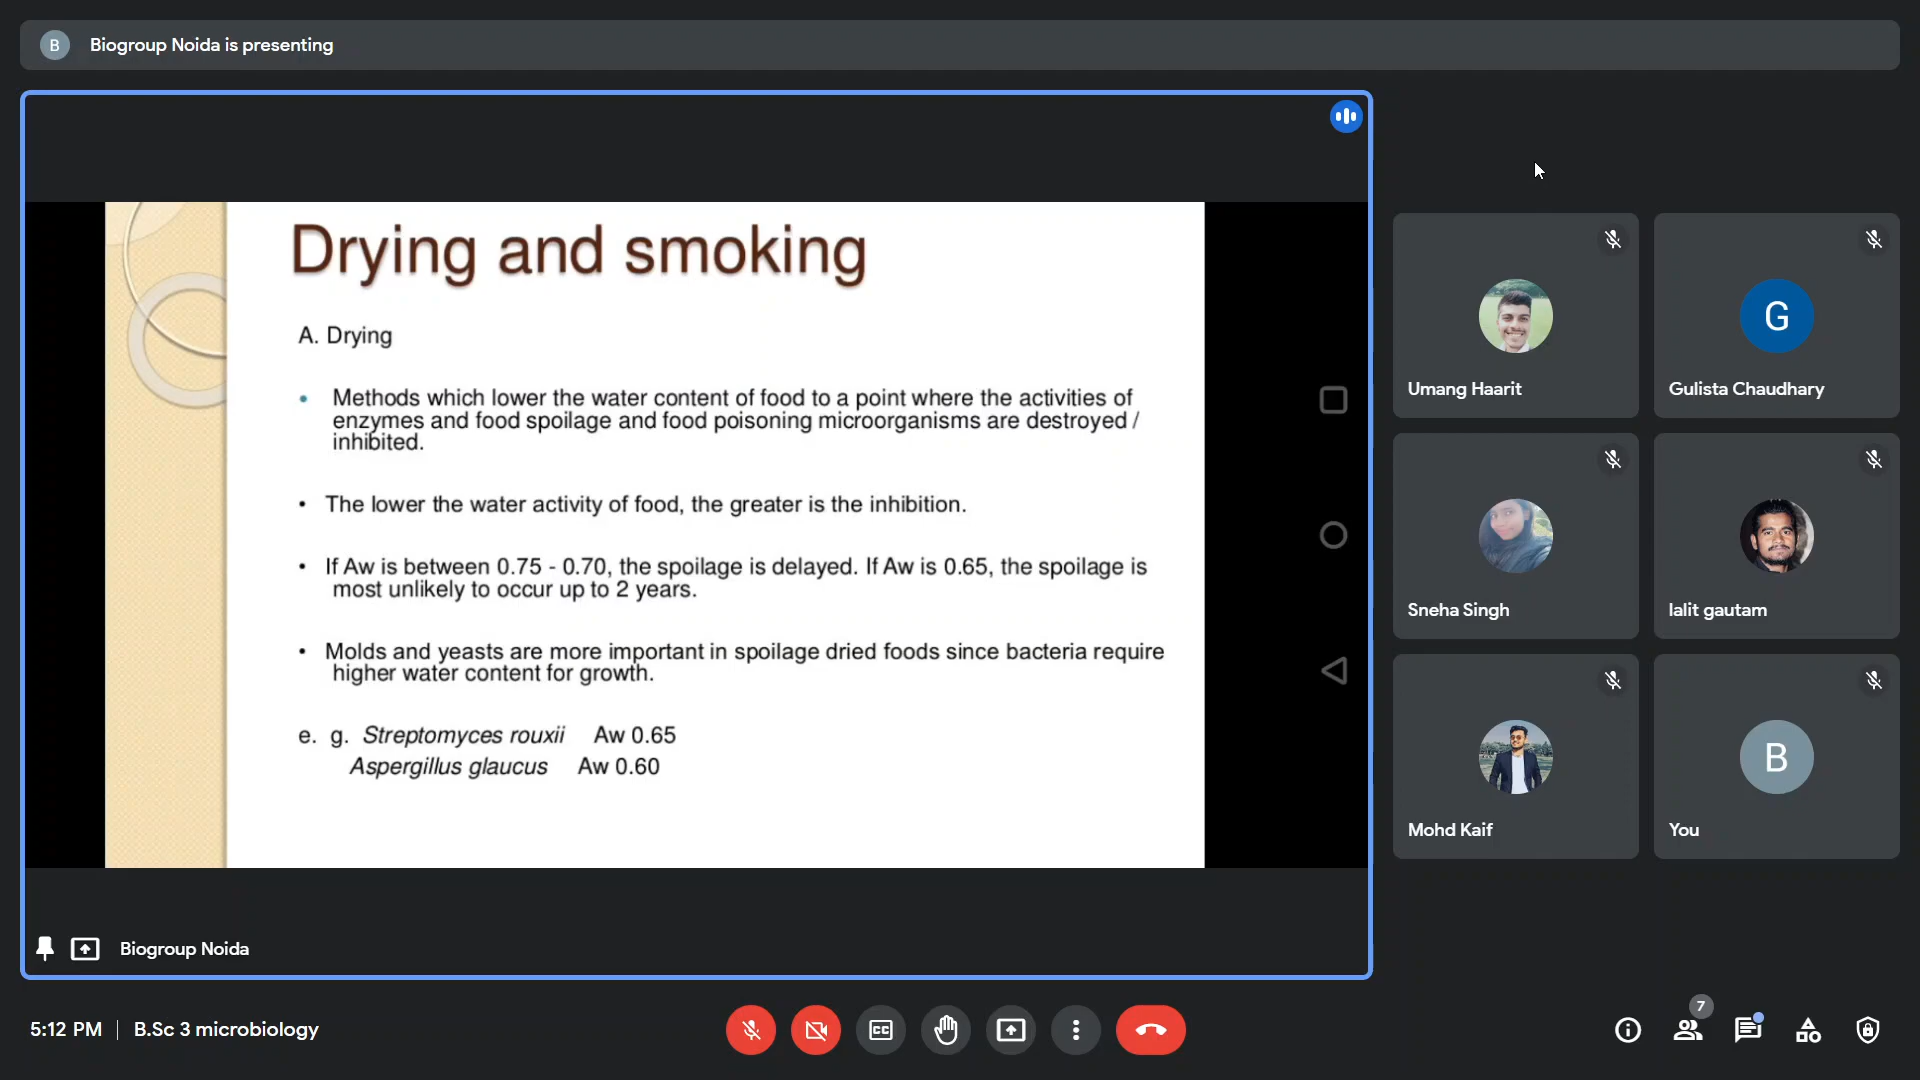 B
Biogroup Noida is presenting
Drying and smoking
A. Drying
• Methods which lower the water content of food to a point where the activities of
enzymes and food spoilage and food poisoning microorganisms are destroyed /
inhibited.
• The lower the water activity of food, the greater is the inhibition.
• If Aw is between 0.75 - 0.70, the spoilage is delayed. If Aw is 0.65, the spoilage is
most unlikely to occur up to 2 years.
• Molds and yeasts are more important in spoilage dried foods since bacteria require
higher water content for growth.
e. g. Streptomyces rouxii Aw 0.65
Aspergillus glaucus Aw 0.60
Biogroup Noida
Umang Haarit
G
Gulista Chaudhary
Sneha Singh
lalit gautam
Mohd Kaif
B
You
5:12 PM | B.Sc 3 microbiology
CC
7